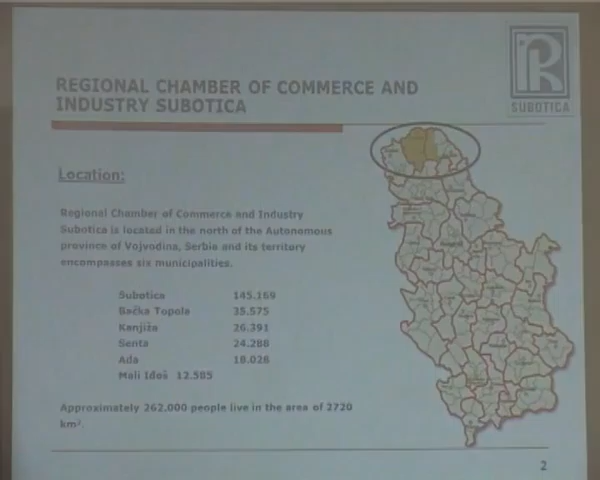 REGIONAL CHAMBER OF COMMERCE AND
INDUSTRY SUBOTICA
SUBOTICA
Location:
Regional Chamber of Commerce and Industry
Subotica is located in the north of the Autonomous
province of Vojvodina, Serbia and its territory
encompasses six municipalities.
Subotica 145.169
Bačka Topola 35.575
Kanjiža 26.391
Senta 24.288
Ada 18.026
Mali Iđoš 12.585
Approximately 262.000 people live in the area of 2720
km².
2